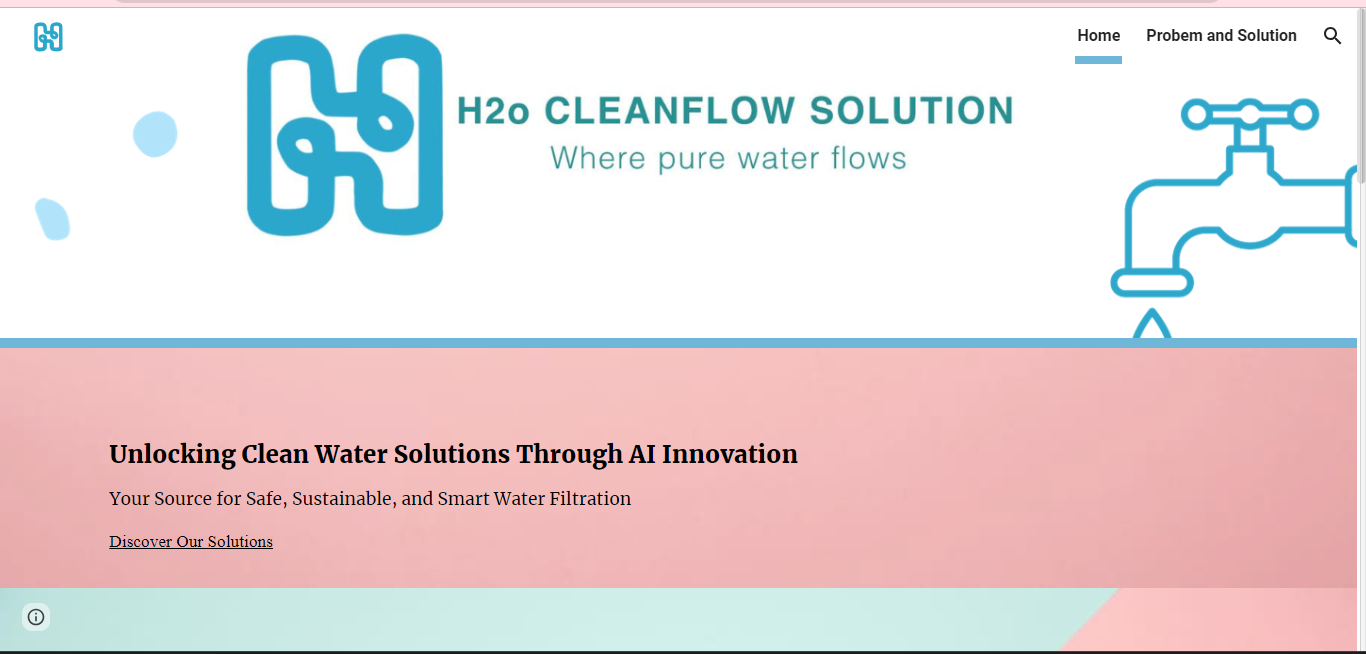 Home Probem and Solution
H2o CLEANFLOW SOLUTION
Where pure water flows
Unlocking Clean Water Solutions Through AI Innovation
Your Source for Safe, Sustainable, and Smart Water Filtration
Discover Our Solutions